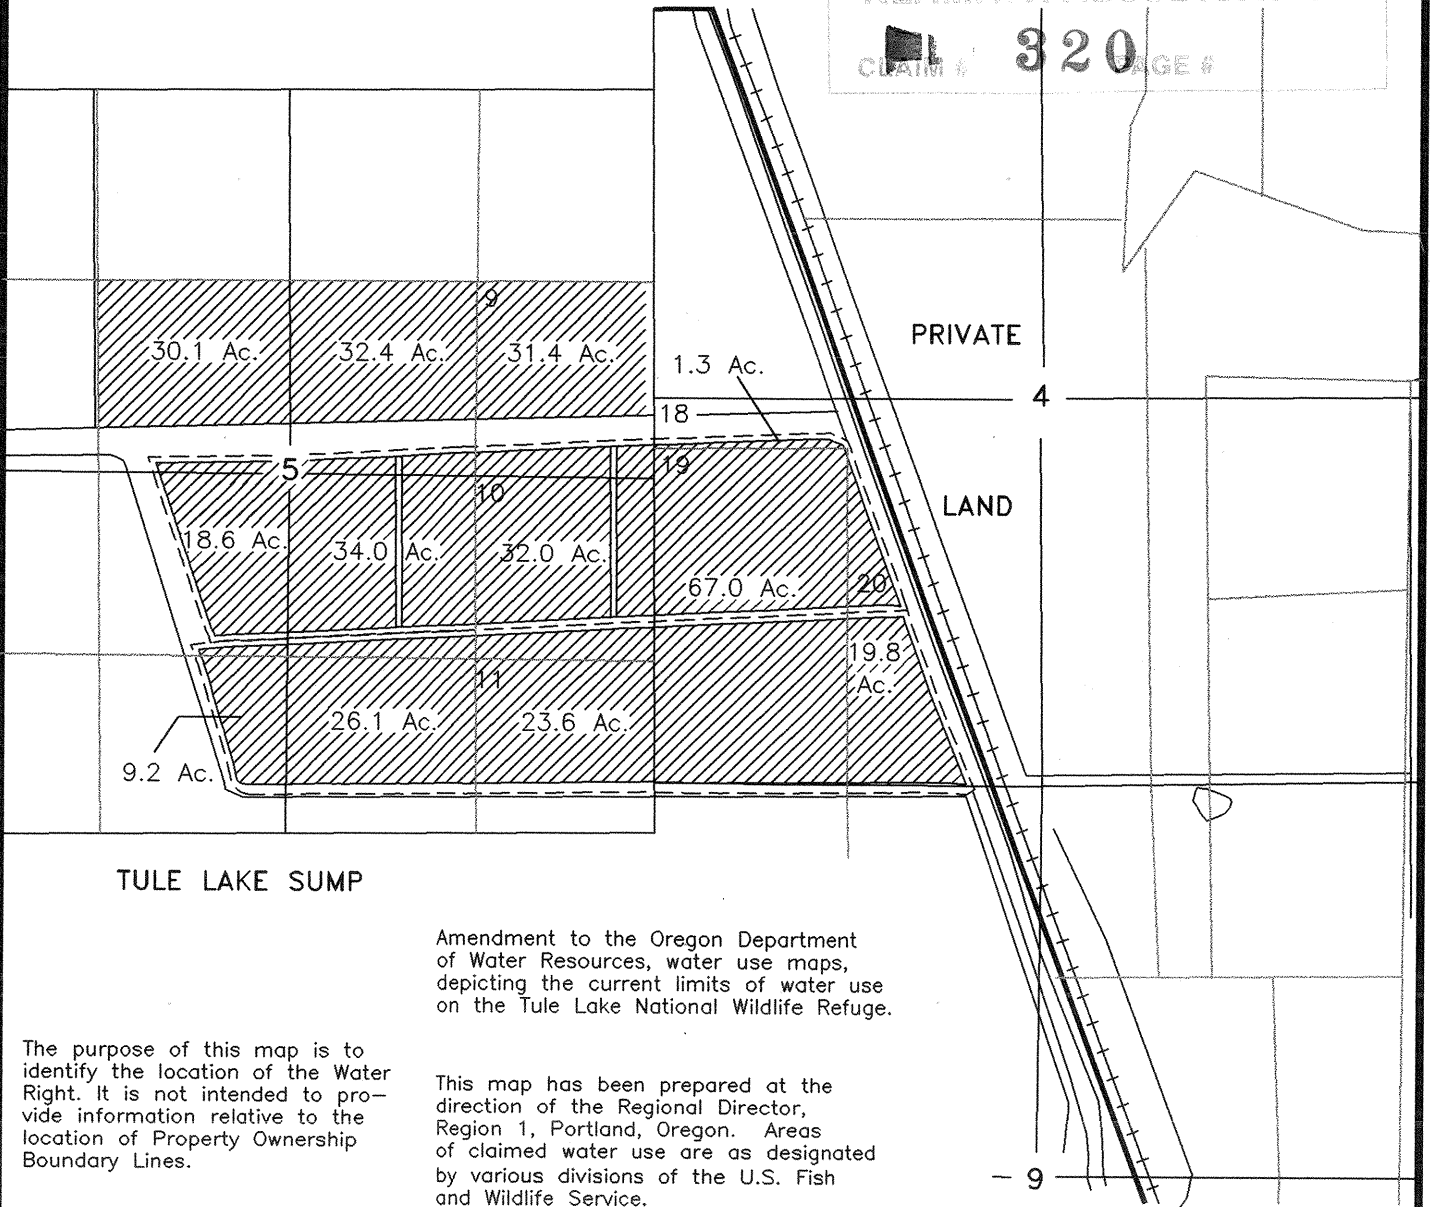 320
CLAIM # PAGE #
9
30.1 Ac. 32.4 Ac. 31.4 Ac.
PRIVATE
1.3 Ac.
4
18
19
5
10
LAND
18.6 Ac. 34.0 Ac. 32.0 Ac.
67.0 Ac. 20
19.8
Ac.
11
26.1 Ac. 23.6 Ac.
9.2 Ac.
TULE LAKE SUMP
Amendment to the Oregon Department
of Water Resources, water use maps,
depicting the current limits of water use
on the Tule Lake National Wildlife Refuge.
The purpose of this map is to
identify the location of the Water
Right. It is not intended to pro-
vide information relative to the
location of Property Ownership
Boundary Lines.
This map has been prepared at the
direction of the Regional Director,
Region 1, Portland, Oregon. Areas
of claimed water use are as designated
by various divisions of the U.S. Fish
and Wildlife Service.
9